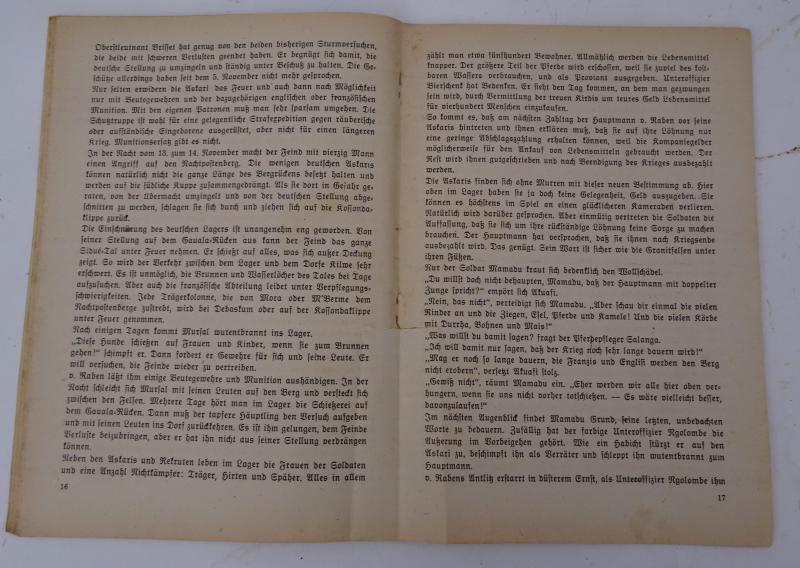 Oberstleutnant Brisset hat genug von den beiden bisherigen Sturmversuchen,
die beide mit schweren Verlusten geendet haben. Er begnügt sich damit, die
deutsche Stellung zu umzingeln und ständig unter Beschuß zu halten. Die Ge-
schütze allerdings haben seit dem 5. November nicht mehr gesprochen.
Nur selten erwidern die Askari das Feuer und auch dann nach Möglichkeit
nur mit Beutegewehren und der dazugehörigen englischen oder französischen
Munition. Mit den eigenen Patronen muß man sehr sparsam umgehen. Die
Schutztruppe ist wohl für eine gelegentliche Strafexpedition gegen räuberische
oder aufständische Eingeborene ausgerüstet, aber nicht für einen längeren
Krieg. Munitionsersatz gibt es nicht.
In der Nacht vom 13. zum 14. November macht der Feind mit vierzig Mann
einen Angriff auf den Nachtpostenberg. Die wenigen deutschen Askaris
können natürlich nicht die ganze Länge des Bergrückens besetzt halten und
werden auf die südliche Kuppe zusammengedrängt. Als sie dort in Gefahr ge-
raten, von der Übermacht umzingelt und von der deutschen Stellung abge-
schnitten zu werden, schlagen sie sich durch und ziehen sich auf die Kossonda-
klippe zurück.
Die Einschnürung des deutschen Lagers ist unangenehm eng geworden. Von
seiner Stellung auf dem Gauala-Rücken aus kann der Feind das ganze
Sidué-Tal unter Feuer nehmen. Er schießt auf alles, was sich außer Deckung
zeigt. So wird der Verkehr zwischen dem Lager und dem Dorfe Kilwe sehr
erschwert. Es ist unmöglich, die Brunnen und Wasserlöcher des Tales bei Tage
aufzusuchen. Aber auch die französische Abteilung leidet unter Verpflegungs-
schwierigkeiten. Jede Trägerkolonne, die von Mora oder M'Berme dem
Nachtpostenberge zustrebt, wird bei Debaskum oder auf der Kossondaklippe
unter Feuer genommen.
Nach einigen Tagen kommt Mursal wutentbrannt ins Lager.
„Diese Hunde schießen auf Frauen und Kinder, wenn sie zum Brunnen
gehen!“ schimpft er. Dann fordert er Gewehre für sich und seine Leute. Er
will versuchen, die Feinde wieder zu vertreiben.
v. Raben läßt ihm einige Beutegewehre und Munition aushändigen. In der
Nacht schleicht sich Mursal mit seinen Leuten auf den Berg und versteckt sich
zwischen den Felsen. Mehrere Tage hört man im Lager die Schießerei auf
dem Gauala-Rücken. Dann muß der tapfere Häuptling den Versuch aufgeben
und mit seinen Leuten ins Dorf zurückkehren. Es ist ihm gelungen, dem Feinde
Verluste beizubringen, aber er hat ihn nicht aus seiner Stellung verdrängen
können.
Neben den Askaris und Rekruten leben im Lager die Frauen der Soldaten
und eine Anzahl Nichtkämpfer: Träger, Hirten und Späher. Alles in allem
16
zählt man etwa fünfhundert Bewohner. Allmählich werden die Lebensmittel
knapper. Der größere Teil der Pferde wird erschossen, weil sie zuviel des kost-
baren Wassers verbrauchen, und als Proviant ausgegeben. Unteroffizier
Bierschenk hat Bedenken. Er sieht den Tag kommen, an dem man gezwungen
sein wird, durch Vermittlung der treuen Kirdis um teures Geld Lebensmittel
für vierhundert Menschen einzukaufen.
So kommt es, daß am nächsten Zahltag der Hauptmann v. Raben vor seine
Askaris hintreten und ihnen erklären muß, daß sie auf ihre Löhnung nur
eine geringe Abschlagszahlung erhalten können, weil die Kompaniegelder
möglicherweise für den Ankauf von Lebensmitteln gebraucht werden. Der
Rest wird ihnen gutgeschrieben und nach Beendigung des Krieges ausbezahlt
werden.
Die Askaris finden sich ohne Murren mit dieser neuen Bestimmung ab. Hier
oben im Lager haben sie ja doch keine Gelegenheit, Geld auszugeben. Sie
können es höchstens im Spiel an einen glücklicheren Kameraden verlieren.
Natürlich wird darüber gesprochen. Aber einmütig vertreten die Soldaten die
Auffassung, daß sie sich um ihre rückständige Löhnung keine Sorge zu machen
brauchen. Der Hauptmann hat versprochen, daß sie ihnen nach Kriegsende
ausbezahlt wird. Das genügt. Sein Wort ist sicher wie die Granitfelsen unter
ihren Füßen.
Nur der Soldat Mamadu kraut sich bedenklich den Wollschädel.
„Du willst doch nicht behaupten, Mamadu, daß der Hauptmann mit doppelter
Zunge spricht?“ empört sich Akuafi.
„Nein, das nicht“, verteidigt sich Mamadu. „Aber schau dir einmal die vielen
Rinder an und die Ziegen, Esel, Pferde und Kamele! Und die vielen Körbe
mit Durrha, Bohnen und Mais!“
„Was willst du damit sagen? fragt der Pferdepfleger Salanga.
„Ich will damit nur sagen, daß der Krieg noch sehr lange dauern wird!“
„Mag er noch so lange dauern, die Franzis und Englis werden den Berg
nicht erobern“, versetzt Akuafi stolz.
„Gewiß nicht“, räumt Mamadu ein. „Eher werden wir alle hier oben ver-
hungern, wenn sie uns nicht vorher totschießen. — Es wäre vielleicht besser,
davonzulaufen!“
Im nächsten Augenblick findet Mamadu Grund, seine letzten, unbedachten
Worte zu bedauern. Zufällig hat der farbige Unteroffizier Ngolombe die
Äußerung im Vorbeigehen gehört. Wie ein Habicht stürzt er auf den
Askari zu, beschimpft ihn als Verräter und schleppt ihn wutentbrannt zum
Hauptmann.
v. Rabens Antlitz erstarrt in düsterem Ernst, als Unteroffizier Ngolombe ihm
17